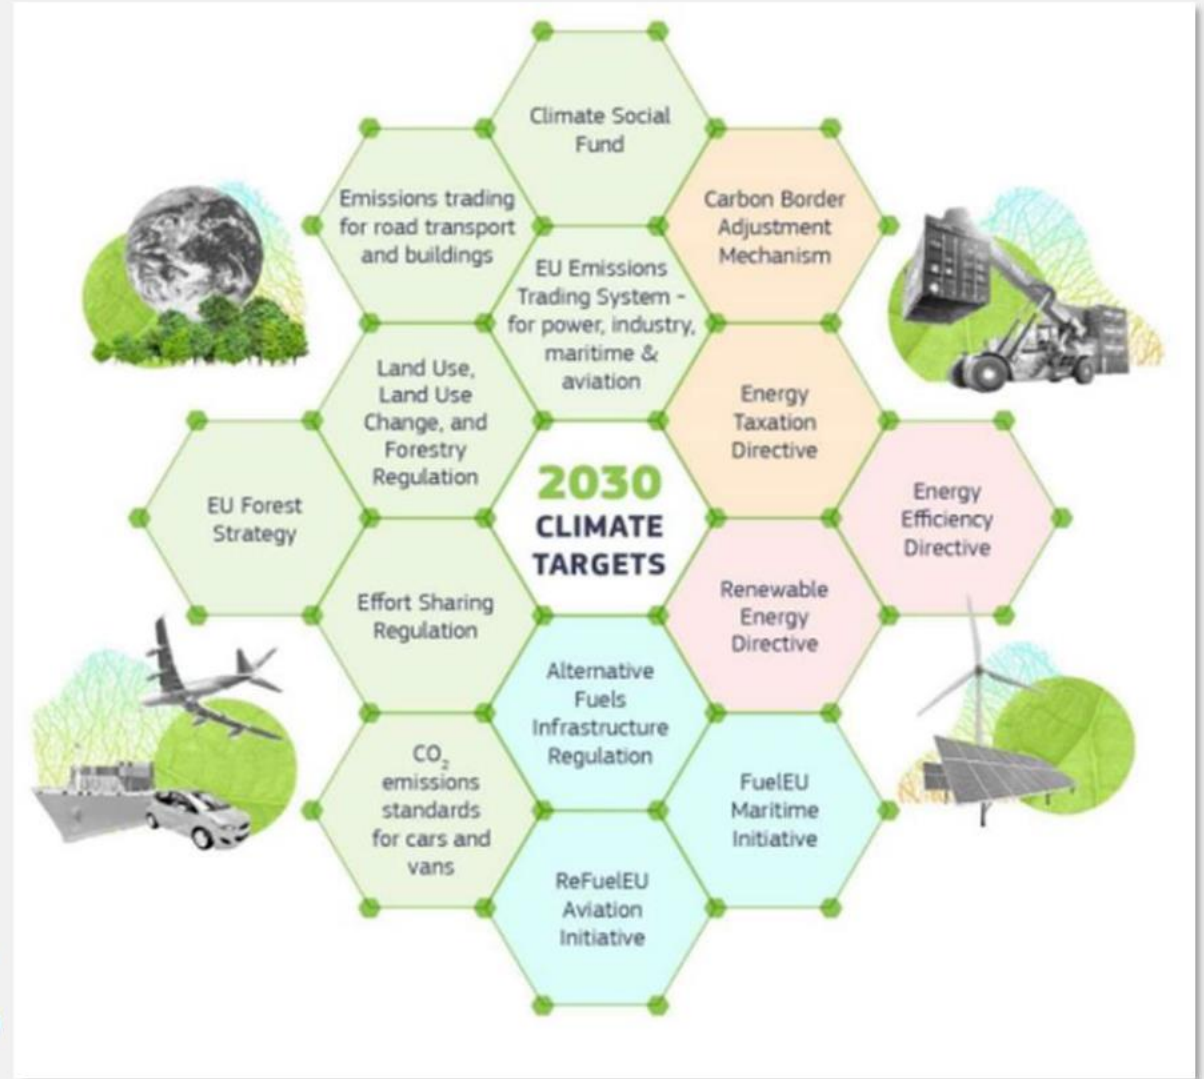 Climate Social
Fund
Emissions trading
for road transport
and buildings
Carbon Border
Adjustment
Mechanism
EU Emissions
Trading System -
for power, industry,
maritime &
aviation
Land Use,
Land Use
Change, and
Forestry
Regulation
Energy
Taxation
Directive
EU Forest
Strategy
2030
CLIMATE
TARGETS
Energy
Efficiency
Directive
Effort Sharing
Regulation
Renewable
Energy
Directive
Alternative
Fuels
Infrastructure
Regulation
CO₂
emissions
standards
for cars and
vans
FuelEU
Maritime
Initiative
ReFuelEU
Aviation
Initiative